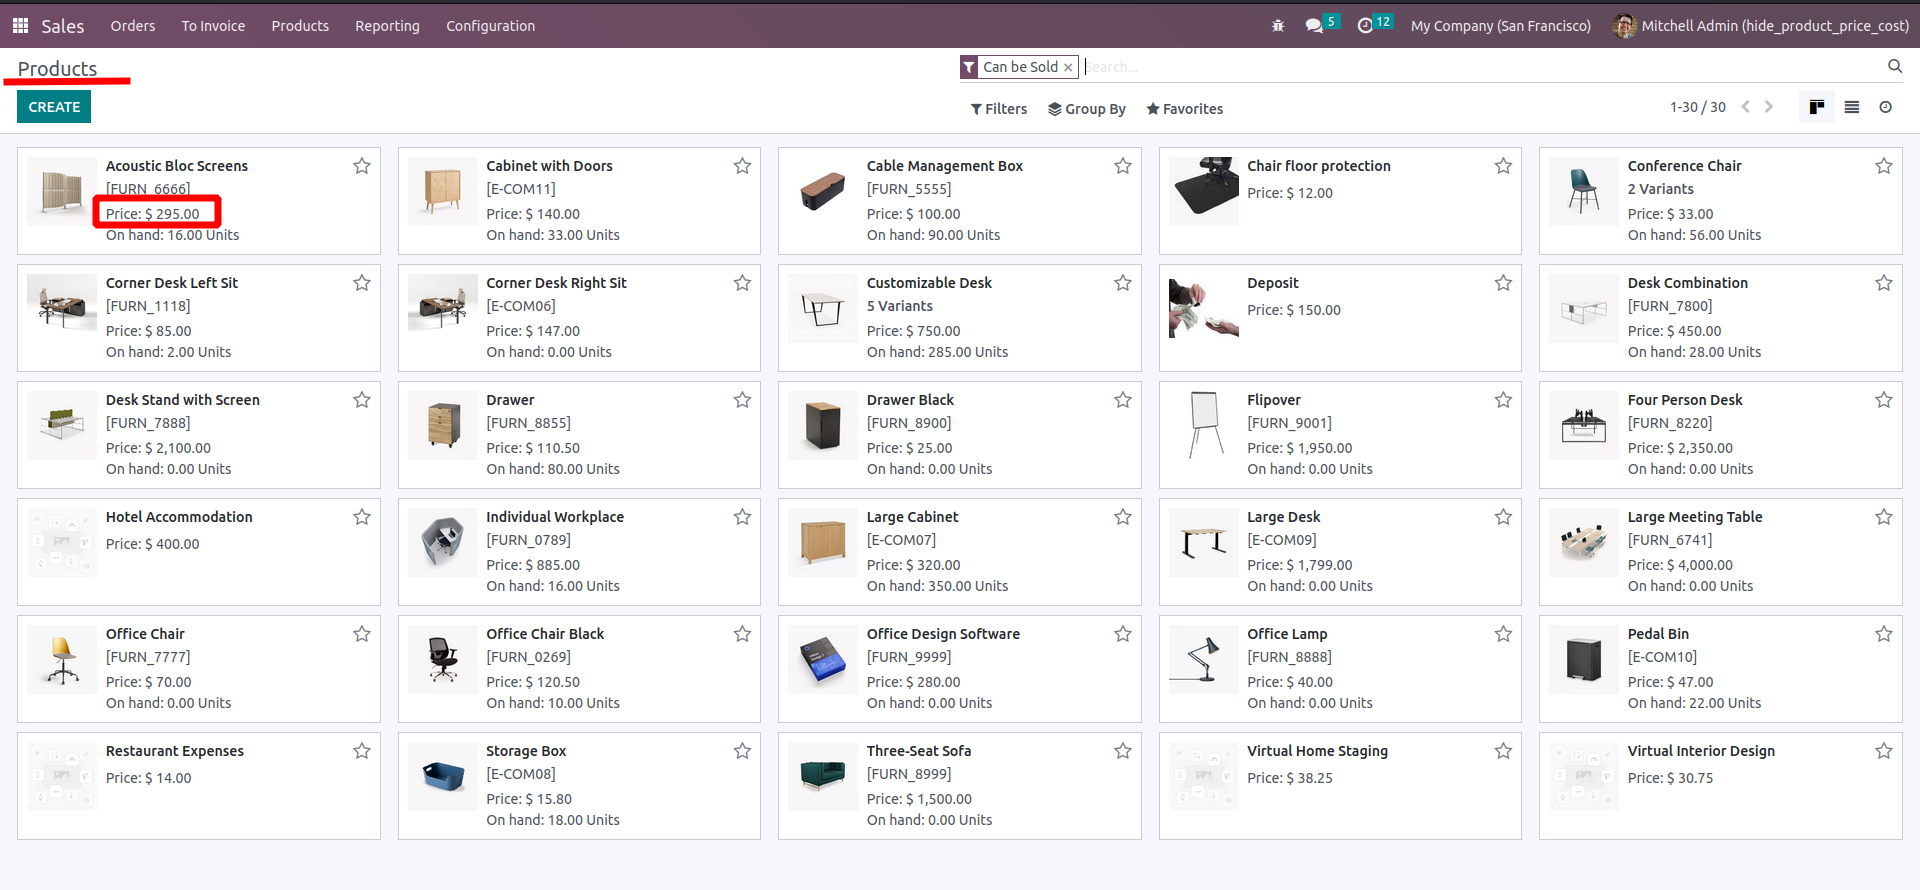 Sales Orders To Invoice Products Reporting Configuration 5 12 My Company (San Francisco) Mitchell Admin (hide_product_price_cost)
Products
Can be Sold × Search...
CREATE
Filters Group By Favorites 1-30 / 30
Acoustic Bloc Screens
[FURN_6666]
Price: $ 295.00
On hand: 16.00 Units
Cabinet with Doors
[E-COM11]
Price: $ 140.00
On hand: 33.00 Units
Cable Management Box
[FURN_5555]
Price: $ 100.00
On hand: 90.00 Units
Chair floor protection
Price: $ 12.00
Conference Chair
2 Variants
Price: $ 33.00
On hand: 56.00 Units
Corner Desk Left Sit
[FURN_1118]
Price: $ 85.00
On hand: 2.00 Units
Corner Desk Right Sit
[E-COM06]
Price: $ 147.00
On hand: 0.00 Units
Customizable Desk
5 Variants
Price: $ 750.00
On hand: 285.00 Units
Deposit
Price: $ 150.00
Desk Combination
[FURN_7800]
Price: $ 450.00
On hand: 28.00 Units
Desk Stand with Screen
[FURN_7888]
Price: $ 2,100.00
On hand: 0.00 Units
Drawer
[FURN_8855]
Price: $ 110.50
On hand: 80.00 Units
Drawer Black
[FURN_8900]
Price: $ 25.00
On hand: 0.00 Units
Flipover
[FURN_9001]
Price: $ 1,950.00
On hand: 0.00 Units
Four Person Desk
[FURN_8220]
Price: $ 2,350.00
On hand: 0.00 Units
Hotel Accommodation
Price: $ 400.00
Individual Workplace
[FURN_0789]
Price: $ 885.00
On hand: 16.00 Units
Large Cabinet
[E-COM07]
Price: $ 320.00
On hand: 350.00 Units
Large Desk
[E-COM09]
Price: $ 1,799.00
On hand: 0.00 Units
Large Meeting Table
[FURN_6741]
Price: $ 4,000.00
On hand: 0.00 Units
Office Chair
[FURN_7777]
Price: $ 70.00
On hand: 0.00 Units
Office Chair Black
[FURN_0269]
Price: $ 120.50
On hand: 10.00 Units
Office Design Software
[FURN_9999]
Price: $ 280.00
On hand: 0.00 Units
Office Lamp
[FURN_8888]
Price: $ 40.00
On hand: 0.00 Units
Pedal Bin
[E-COM10]
Price: $ 47.00
On hand: 22.00 Units
Restaurant Expenses
Price: $ 14.00
Storage Box
[E-COM08]
Price: $ 15.80
On hand: 18.00 Units
Three-Seat Sofa
[FURN_8999]
Price: $ 1,500.00
On hand: 0.00 Units
Virtual Home Staging
Price: $ 38.25
Virtual Interior Design
Price: $ 30.75